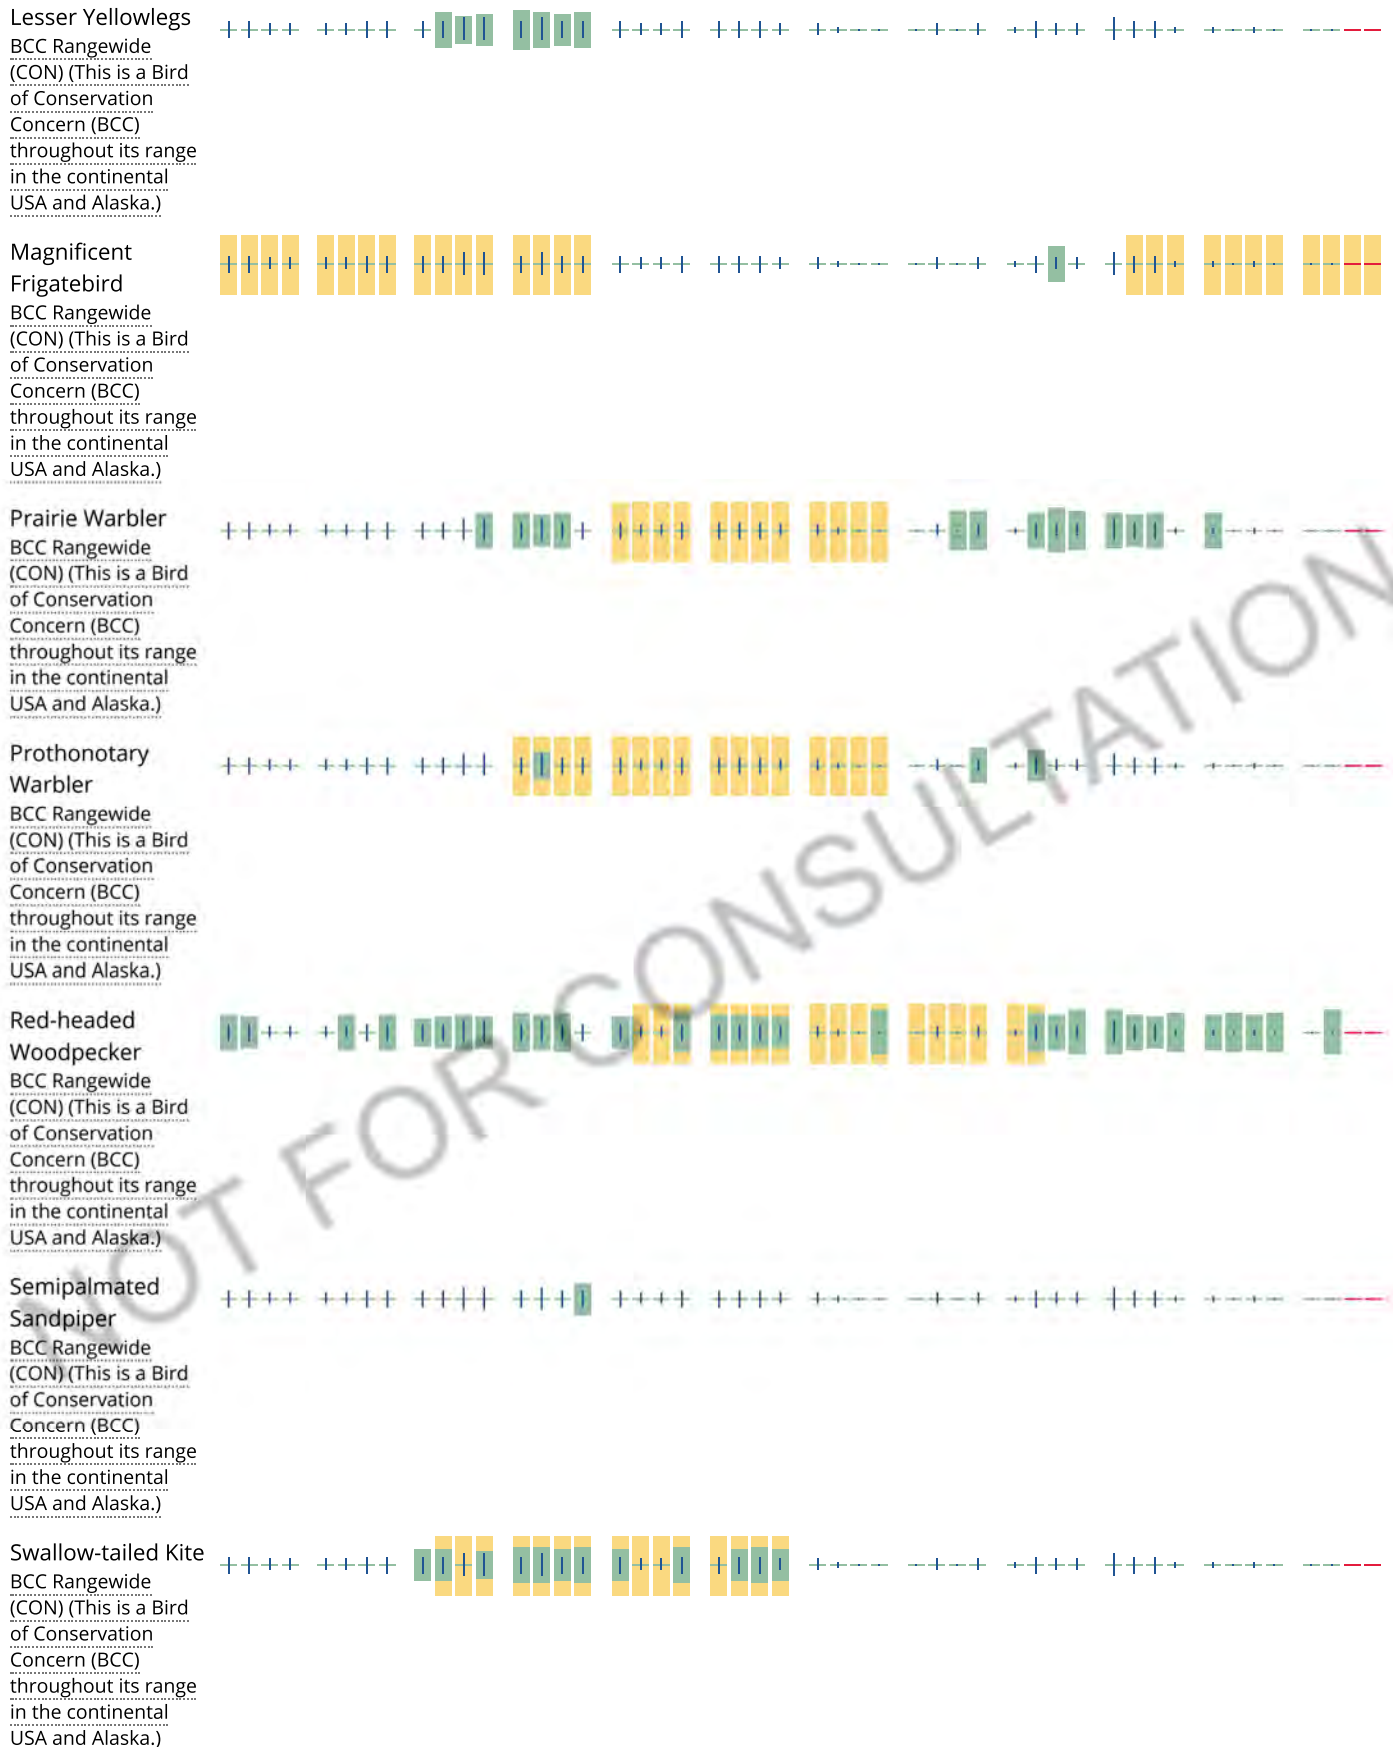 Lesser Yellowlegs
BCC Rangewide
(CON) (This is a Bird
of Conservation
Concern (BCC)
throughout its range
in the continental
USA and Alaska.)
Magnificent
Frigatebird
BCC Rangewide
(CON) (This is a Bird
of Conservation
Concern (BCC)
throughout its range
in the continental
USA and Alaska.)
Prairie Warbler
BCC Rangewide
(CON) (This is a Bird
of Conservation
Concern (BCC)
throughout its range
in the continental
USA and Alaska.)
Prothonotary
Warbler
BCC Rangewide
(CON) (This is a Bird
of Conservation
Concern (BCC)
throughout its range
in the continental
USA and Alaska.)
Red-headed
Woodpecker
BCC Rangewide
(CON) (This is a Bird
of Conservation
Concern (BCC)
throughout its range
in the continental
USA and Alaska.)
Semipalmated
Sandpiper
BCC Rangewide
(CON) (This is a Bird
of Conservation
Concern (BCC)
throughout its range
in the continental
USA and Alaska.)
Swallow-tailed Kite
BCC Rangewide
(CON) (This is a Bird
of Conservation
Concern (BCC)
throughout its range
in the continental
USA and Alaska.)
NOT FOR CONSULTATION